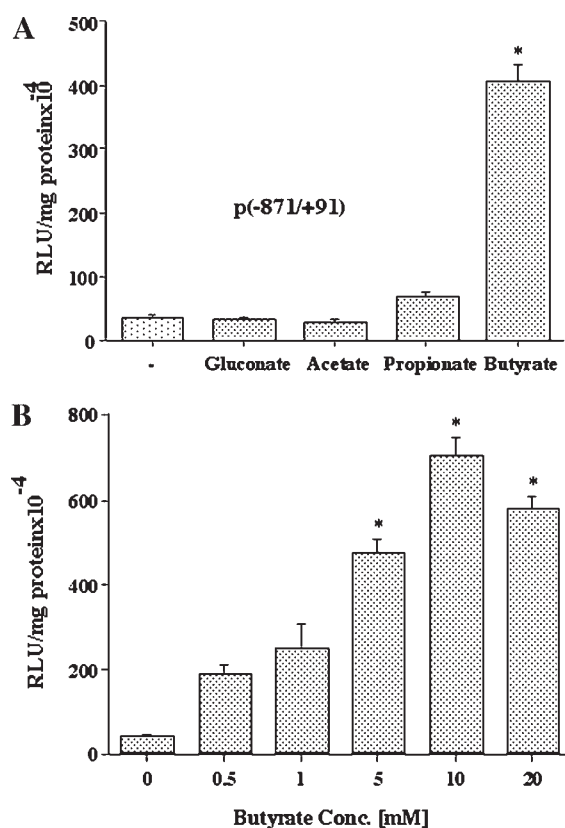 A
RLU/mg proteinx10-4
500
400
300
200
100
0
p(-871/+91)
*
- Gluconate Acetate Propionate Butyrate
B
RLU/mg proteinx10-4
800
600
400
200
0
* * *
0 0.5 1 5 10 20
Butyrate Conc. [mM]